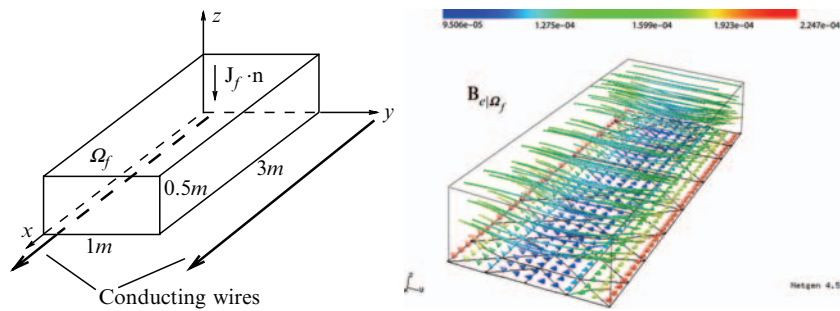 z
J_f ·n
y
Ω_f
0.5m
3m
x
1m
Conducting wires
9.506e-05 1.275e-04 1.599e-04 1.923e-04 2.247e-04
B_e|Ω_f
Netgen 4.5